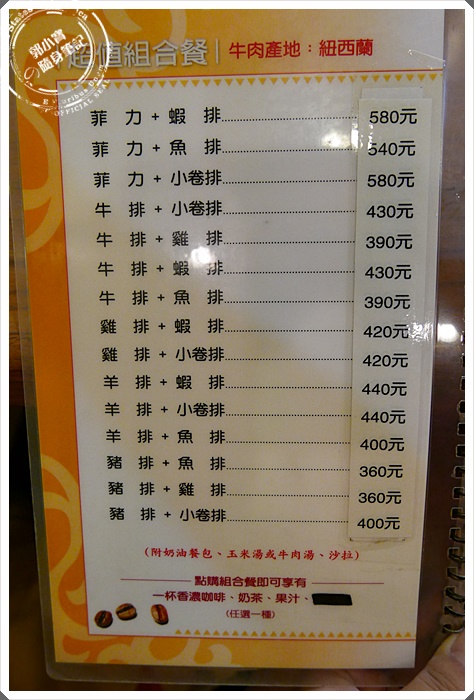 郭小寶
隨身筆記
OFFICIAL SEAL
超值組合餐 | 牛肉產地：紐西蘭
菲 力 + 蝦 排 580元
菲 力 + 魚 排 540元
菲 力 + 小卷排 580元
牛 排 + 小卷排 430元
牛 排 + 雞 排 390元
牛 排 + 蝦 排 430元
牛 排 + 魚 排 390元
雞 排 + 蝦 排 420元
雞 排 + 小卷排 420元
羊 排 + 蝦 排 440元
羊 排 + 小卷排 440元
羊 排 + 魚 排 400元
豬 排 + 魚 排 360元
豬 排 + 雞 排 360元
豬 排 + 小卷排 400元
(附奶油餐包、玉米湯或牛肉湯、沙拉)
點購組合餐即可享有
一杯香濃咖啡、奶茶、果汁、
(任選一種)